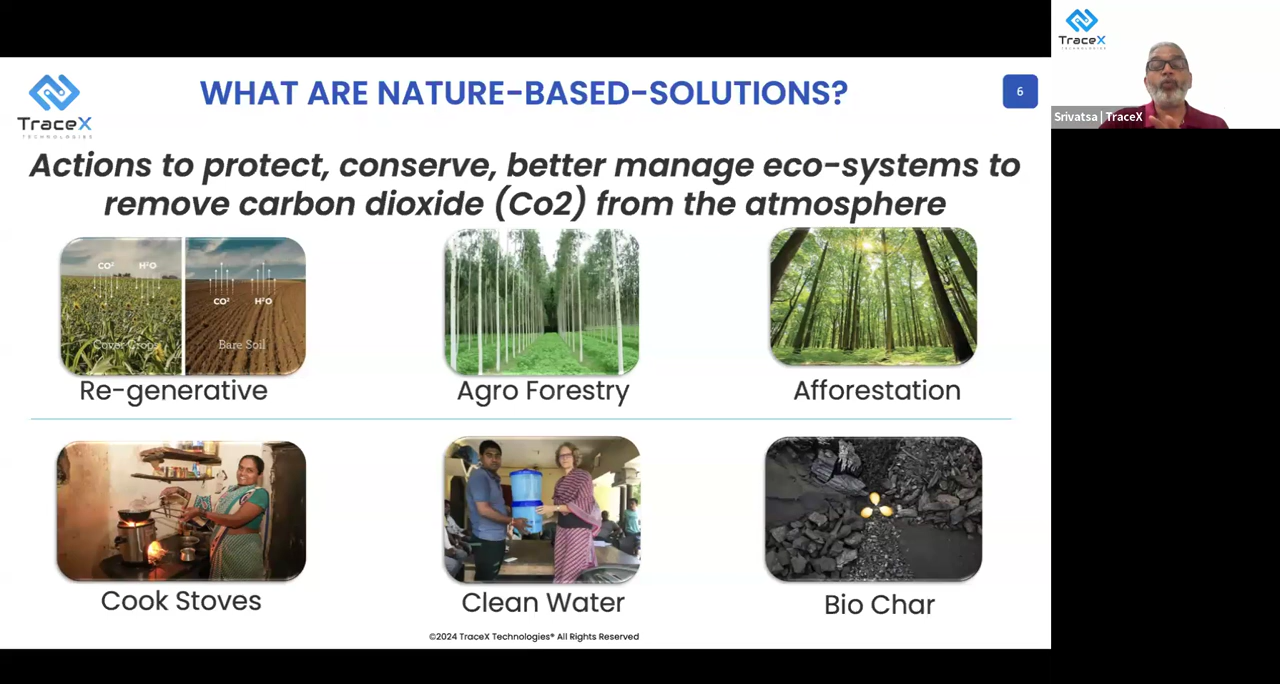 TraceX
TECHNOLOGIES
WHAT ARE NATURE-BASED-SOLUTIONS?
6
Actions to protect, conserve, better manage eco-systems to
remove carbon dioxide (Co2) from the atmosphere
CO² H²O
CO² H²O
Cover Crops
Bare Soil
Re-generative
Agro Forestry
Afforestation
Cook Stoves
Clean Water
Bio Char
©2024 TraceX Technologies® All Rights Reserved
TraceX
TECHNOLOGIES
Srivatsa | TraceX